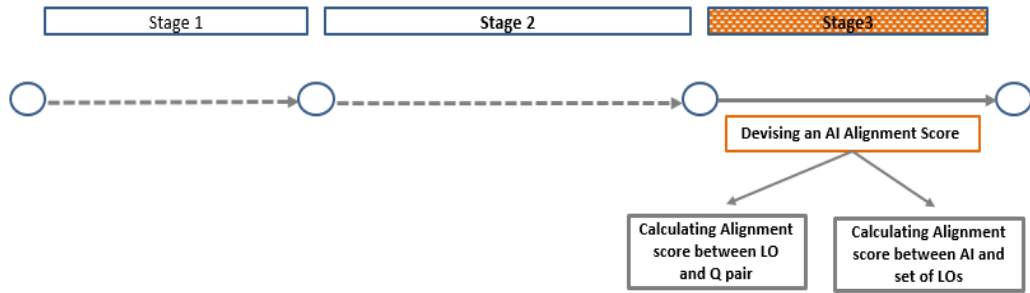 Stage 1
Stage 2
Stage3
Devising an AI Alignment Score
Calculating Alignment
score between LO
and Q pair
Calculating Alignment
score between AI and
set of LOs